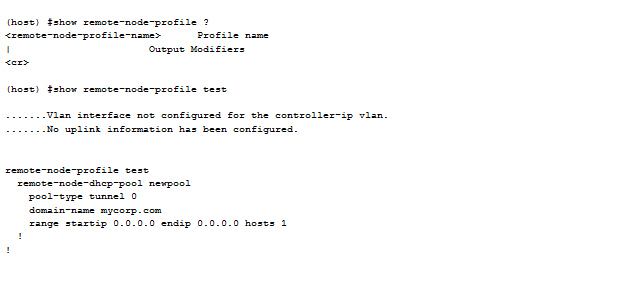 (host) #show remote-node-profile ?
<remote-node-profile-name> Profile name
| Output Modifiers
<cr>
(host) #show remote-node-profile test
.......Vlan interface not configured for the controller-ip vlan.
.......No uplink information has been configured.
remote-node-profile test
remote-node-dhcp-pool newpool
pool-type tunnel 0
domain-name mycorp.com
range startip 0.0.0.0 endip 0.0.0.0 hosts 1
!
!